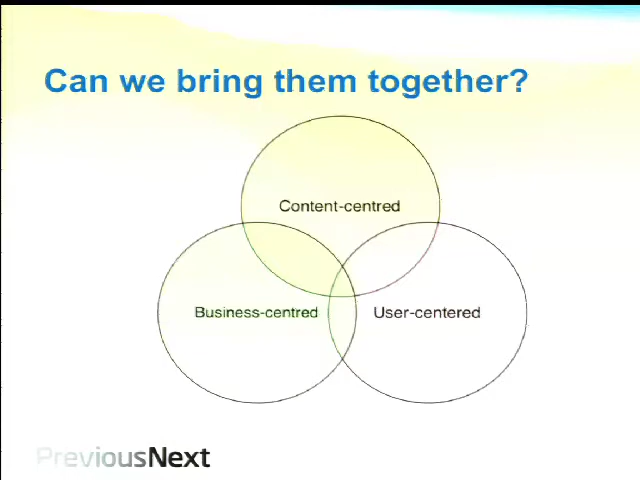 Can we bring them together?
Content-centred
Business-centred
User-centered
PreviousNext